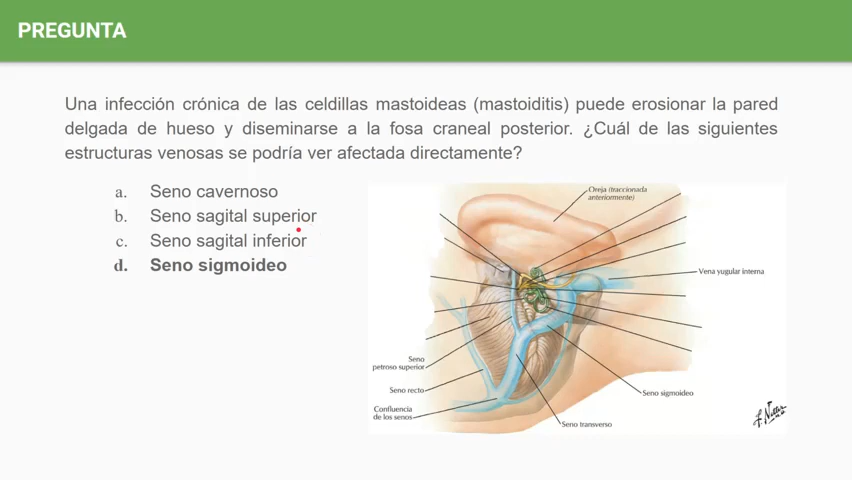 PREGUNTA
Una infección crónica de las celdillas mastoideas (mastoiditis) puede erosionar la pared
delgada de hueso y diseminarse a la fosa craneal posterior. ¿Cuál de las siguientes
estructuras venosas se podría ver afectada directamente?
a. Seno cavernoso
b. Seno sagital superior
c. Seno sagital inferior
d. Seno sigmoideo
Oreja (traccionada
anteriormente)
Vena yugular interna
Seno
petroso superior
Seno recto
Confluencia
de los senos
Seno sigmoideo
Seno transverso